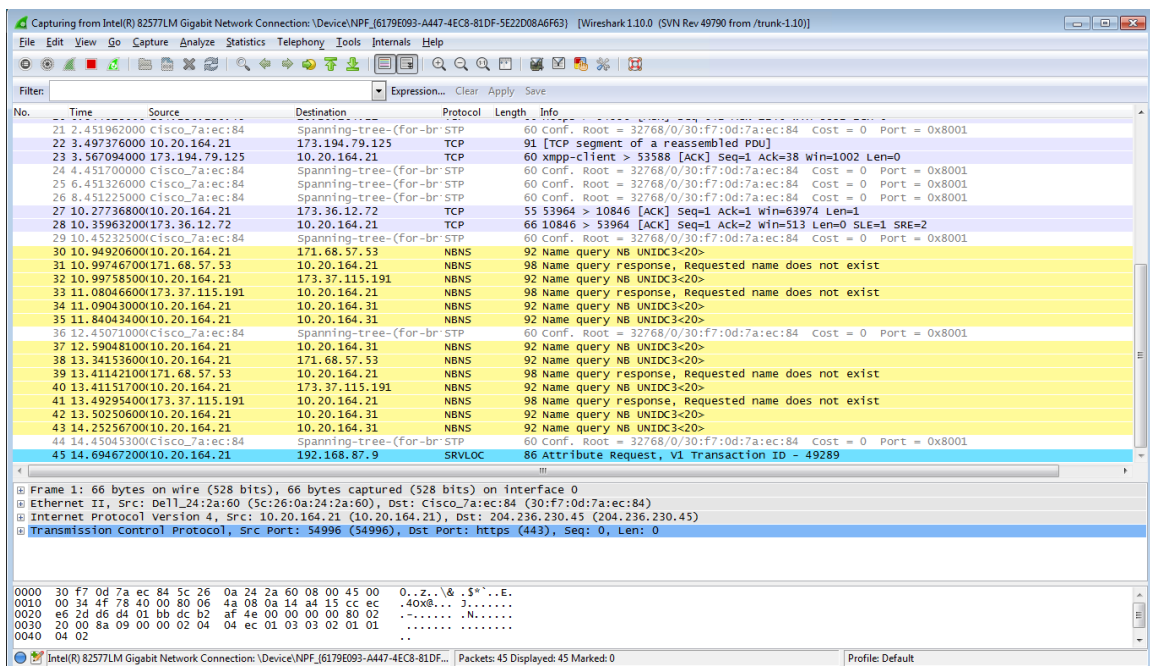 Capturing from Intel(R) 82577LM Gigabit Network Connection: \Device\NPF_{6179E093-A447-4EC8-81DF-5E22D08A6F63} [Wireshark 1.10.0 (SVN Rev 49790 from /trunk-1.10)]
File Edit View Go Capture Analyze Statistics Telephony Tools Internals Help
Filter: Expression... Clear Apply Save
No. Time Source Destination Protocol Length Info
21 2.451962000 Cisco_7a:ec:84 Spanning-tree-(for-br STP 60 Conf. Root = 32768/0/30:f7:0d:7a:ec:84 Cost = 0 Port = 0x8001
22 3.497376000 10.20.164.21 173.194.79.125 TCP 91 [TCP segment of a reassembled PDU]
23 3.567094000 173.194.79.125 10.20.164.21 TCP 60 xmpp-client > 53588 [ACK] Seq=1 Ack=38 Win=1002 Len=0
24 4.451700000 Cisco_7a:ec:84 Spanning-tree-(for-br STP 60 Conf. Root = 32768/0/30:f7:0d:7a:ec:84 Cost = 0 Port = 0x8001
25 6.451326000 Cisco_7a:ec:84 Spanning-tree-(for-br STP 60 Conf. Root = 32768/0/30:f7:0d:7a:ec:84 Cost = 0 Port = 0x8001
26 8.451225000 Cisco_7a:ec:84 Spanning-tree-(for-br STP 60 Conf. Root = 32768/0/30:f7:0d:7a:ec:84 Cost = 0 Port = 0x8001
27 10.27736800(10.20.164.21 173.36.12.72 TCP 55 53964 > 10846 [ACK] Seq=1 Ack=1 Win=63974 Len=1
28 10.35963200(173.36.12.72 10.20.164.21 TCP 66 10846 > 53964 [ACK] Seq=1 Ack=2 Win=513 Len=0 SLE=1 SRE=2
29 10.45232500(Cisco_7a:ec:84 Spanning-tree-(for-br STP 60 Conf. Root = 32768/0/30:f7:0d:7a:ec:84 Cost = 0 Port = 0x8001
30 10.94920600(10.20.164.21 171.68.57.53 NBNS 92 Name query NB UNIDC3<20>
31 10.99746700(171.68.57.53 10.20.164.21 NBNS 98 Name query response, Requested name does not exist
32 10.99758500(10.20.164.21 173.37.115.191 NBNS 92 Name query NB UNIDC3<20>
33 11.08046600(173.37.115.191 10.20.164.21 NBNS 98 Name query response, Requested name does not exist
34 11.09043000(10.20.164.21 10.20.164.31 NBNS 92 Name query NB UNIDC3<20>
35 11.84043400(10.20.164.21 10.20.164.31 NBNS 92 Name query NB UNIDC3<20>
36 12.45071000(Cisco_7a:ec:84 Spanning-tree-(for-br STP 60 Conf. Root = 32768/0/30:f7:0d:7a:ec:84 Cost = 0 Port = 0x8001
37 12.59048100(10.20.164.21 10.20.164.31 NBNS 92 Name query NB UNIDC3<20>
38 13.34153600(10.20.164.21 171.68.57.53 NBNS 92 Name query NB UNIDC3<20>
39 13.41142100(171.68.57.53 10.20.164.21 NBNS 98 Name query response, Requested name does not exist
40 13.41151700(10.20.164.21 173.37.115.191 NBNS 92 Name query NB UNIDC3<20>
41 13.49295400(173.37.115.191 10.20.164.21 NBNS 98 Name query response, Requested name does not exist
42 13.50250600(10.20.164.21 10.20.164.31 NBNS 92 Name query NB UNIDC3<20>
43 14.25256700(10.20.164.21 10.20.164.31 NBNS 92 Name query NB UNIDC3<20>
44 14.45045300(Cisco_7a:ec:84 Spanning-tree-(for-br STP 60 Conf. Root = 32768/0/30:f7:0d:7a:ec:84 Cost = 0 Port = 0x8001
45 14.69467200(10.20.164.21 192.168.87.9 SRVLOC 86 Attribute Request, V1 Transaction ID - 49289
Frame 1: 66 bytes on wire (528 bits), 66 bytes captured (528 bits) on interface 0
Ethernet II, Src: Dell_24:2a:60 (5c:26:0a:24:2a:60), Dst: Cisco_7a:ec:84 (30:f7:0d:7a:ec:84)
Internet Protocol Version 4, Src: 10.20.164.21 (10.20.164.21), Dst: 204.236.230.45 (204.236.230.45)
Transmission Control Protocol, Src Port: 54996 (54996), Dst Port: https (443), Seq: 0, Len: 0
0000 30 f7 0d 7a ec 84 5c 26 0a 24 2a 60 08 00 45 00 0..z..\& .$*`..E.
0010 00 34 4f 78 40 00 80 06 4a 08 0a 14 a4 15 cc ec .4Ox@... J.......
0020 e6 2d d6 d4 01 bb dc b2 af 4e 00 00 00 00 80 02 .-...... .N......
0030 20 00 8a 09 00 00 02 04 04 ec 01 03 03 02 01 01 ....... ........
0040 04 02 ..
Intel(R) 82577LM Gigabit Network Connection: \Device\NPF_{6179E093-A447-4EC8-81DF... Packets: 45 Displayed: 45 Marked: 0 Profile: Default